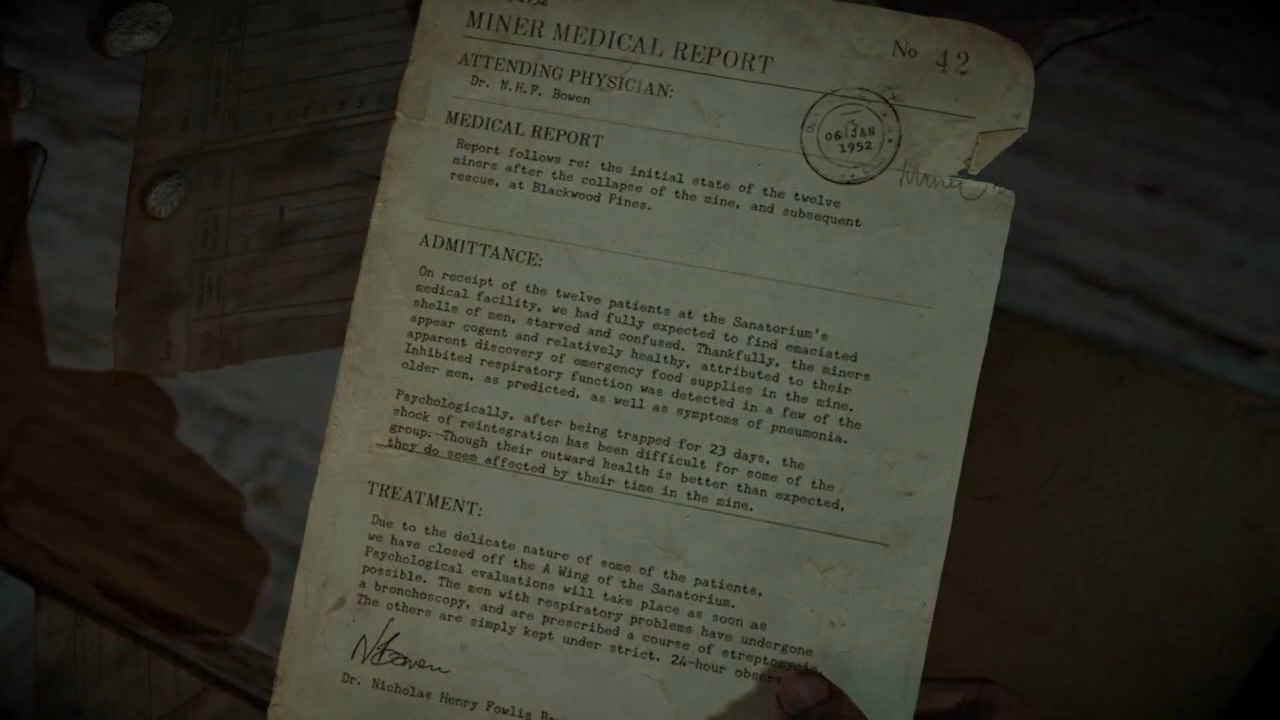 MINER MEDICAL REPORT
No 42
ATTENDING PHYSICIAN:
Dr. N.H.F. Bowen
06 JAN
1952
MEDICAL REPORT
Report follows re: the initial state of the twelve
miners after the collapse of the mine, and subsequent
rescue, at Blackwood Pines.
Miner
ADMITTANCE:
On receipt of the twelve patients at the Sanatorium's
medical facility, we had fully expected to find emaciated
shells of men, starved and confused. Thankfully, the miners
appear cogent and relatively healthy, attributed to their
apparent discovery of emergency food supplies in the mine.
Inhibited respiratory function was detected in a few of the
older men, as predicted, as well as symptoms of pneumonia.
Psychologically, after being trapped for 23 days, the
shock of reintegration has been difficult for some of the
group. Though their outward health is better than expected,
they do seem affected by their time in the mine.
TREATMENT:
Due to the delicate nature of some of the patients,
we have closed off the A Wing of the Sanatorium.
Psychological evaluations will take place as soon as
possible. The men with respiratory problems have undergone
a bronchoscopy, and are prescribed a course of streptomycin.
The others are simply kept under strict, 24-hour observ
NBowen
Dr. Nicholas Henry Fowlis